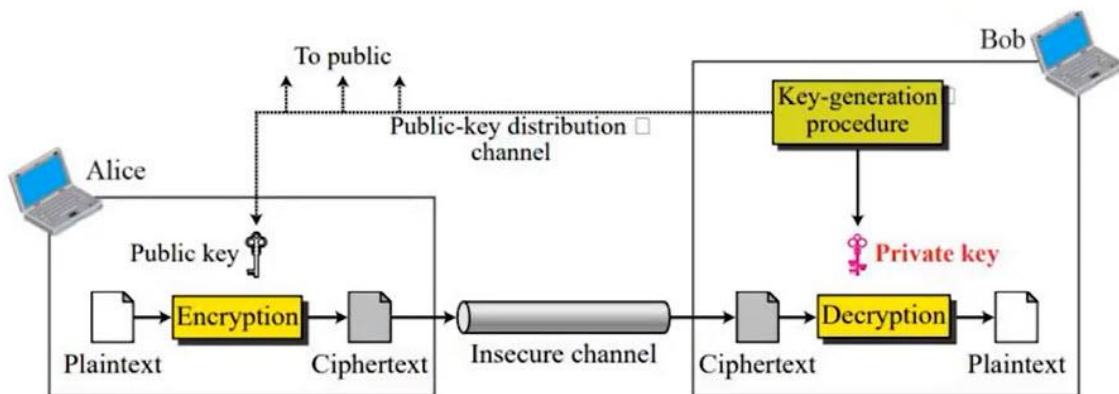 Bob
To public
Key-generation
procedure
Public-key distribution
channel
Alice
Public key
Private key
Encryption
Decryption
Plaintext
Ciphertext
Insecure channel
Ciphertext
Plaintext